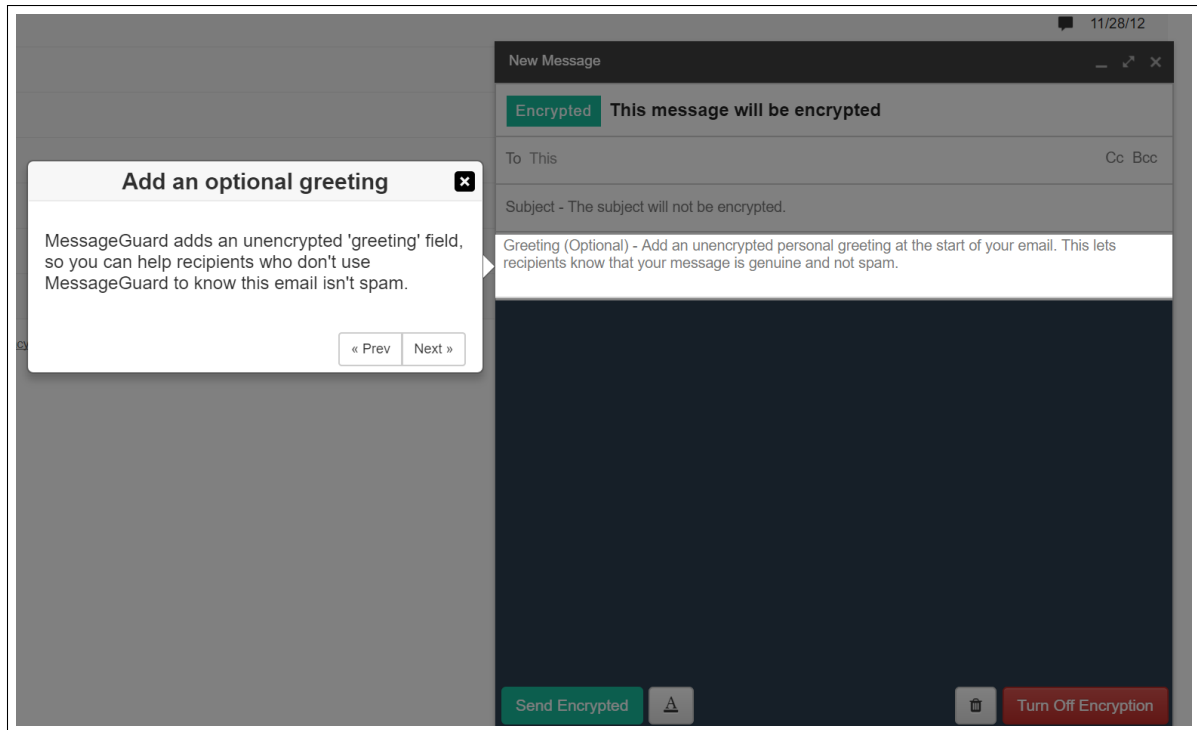 11/28/12
New Message
Encrypted This message will be encrypted
To This Cc Bcc
Subject - The subject will not be encrypted.
Add an optional greeting
MessageGuard adds an unencrypted 'greeting' field,
so you can help recipients who don't use
MessageGuard to know this email isn't spam.
« Prev Next »
Greeting (Optional) - Add an unencrypted personal greeting at the start of your email. This lets
recipients know that your message is genuine and not spam.
cy
Send Encrypted A Turn Off Encryption